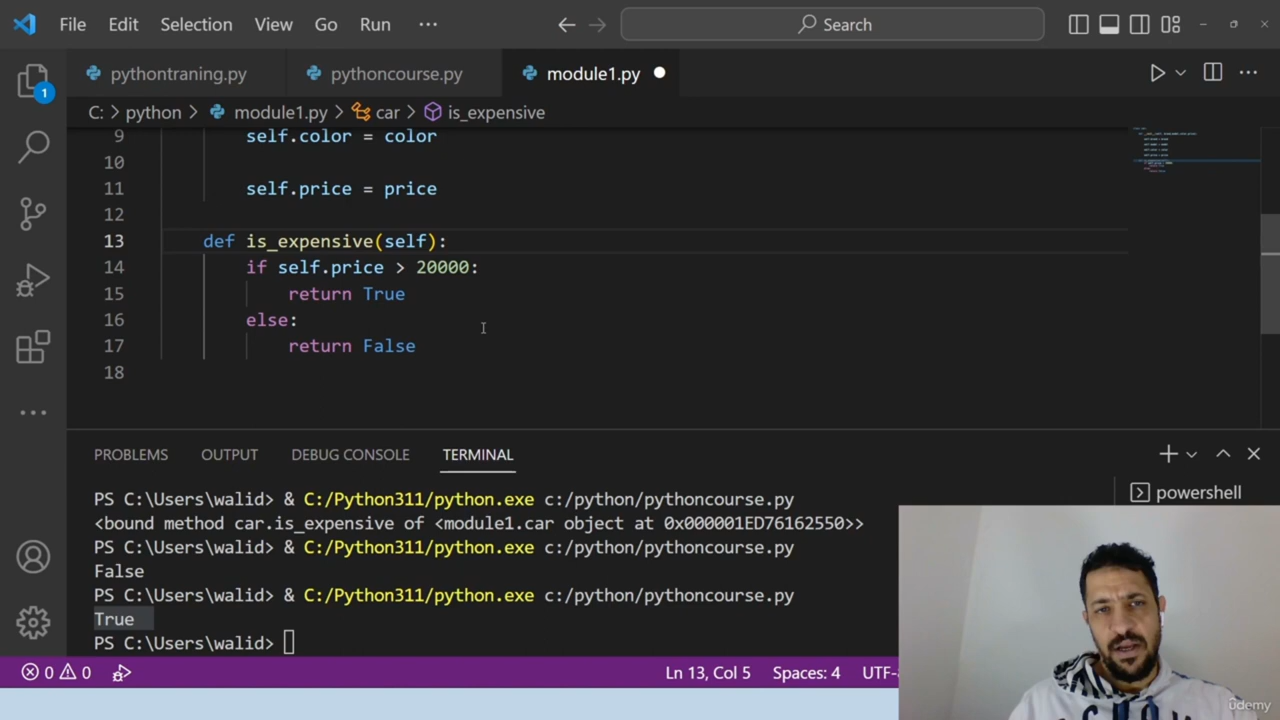 File Edit Selection View Go Run ··· Search
pythontraning.py pythoncourse.py module1.py
C: > python > module1.py > car > is_expensive
1
9 self.color = color
10
11 self.price = price
12
13 def is_expensive(self):
14 if self.price > 20000:
15 return True
16 else:
17 return False
18
PROBLEMS OUTPUT DEBUG CONSOLE TERMINAL
PS C:\Users\walid> & C:/Python311/python.exe c:/python/pythoncourse.py
<bound method car.is_expensive of <module1.car object at 0x000001ED76162550>>
PS C:\Users\walid> & C:/Python311/python.exe c:/python/pythoncourse.py
False
PS C:\Users\walid> & C:/Python311/python.exe c:/python/pythoncourse.py
True
PS C:\Users\walid>
powershell
0 0 Ln 13, Col 5 Spaces: 4 UTF-8
udemy